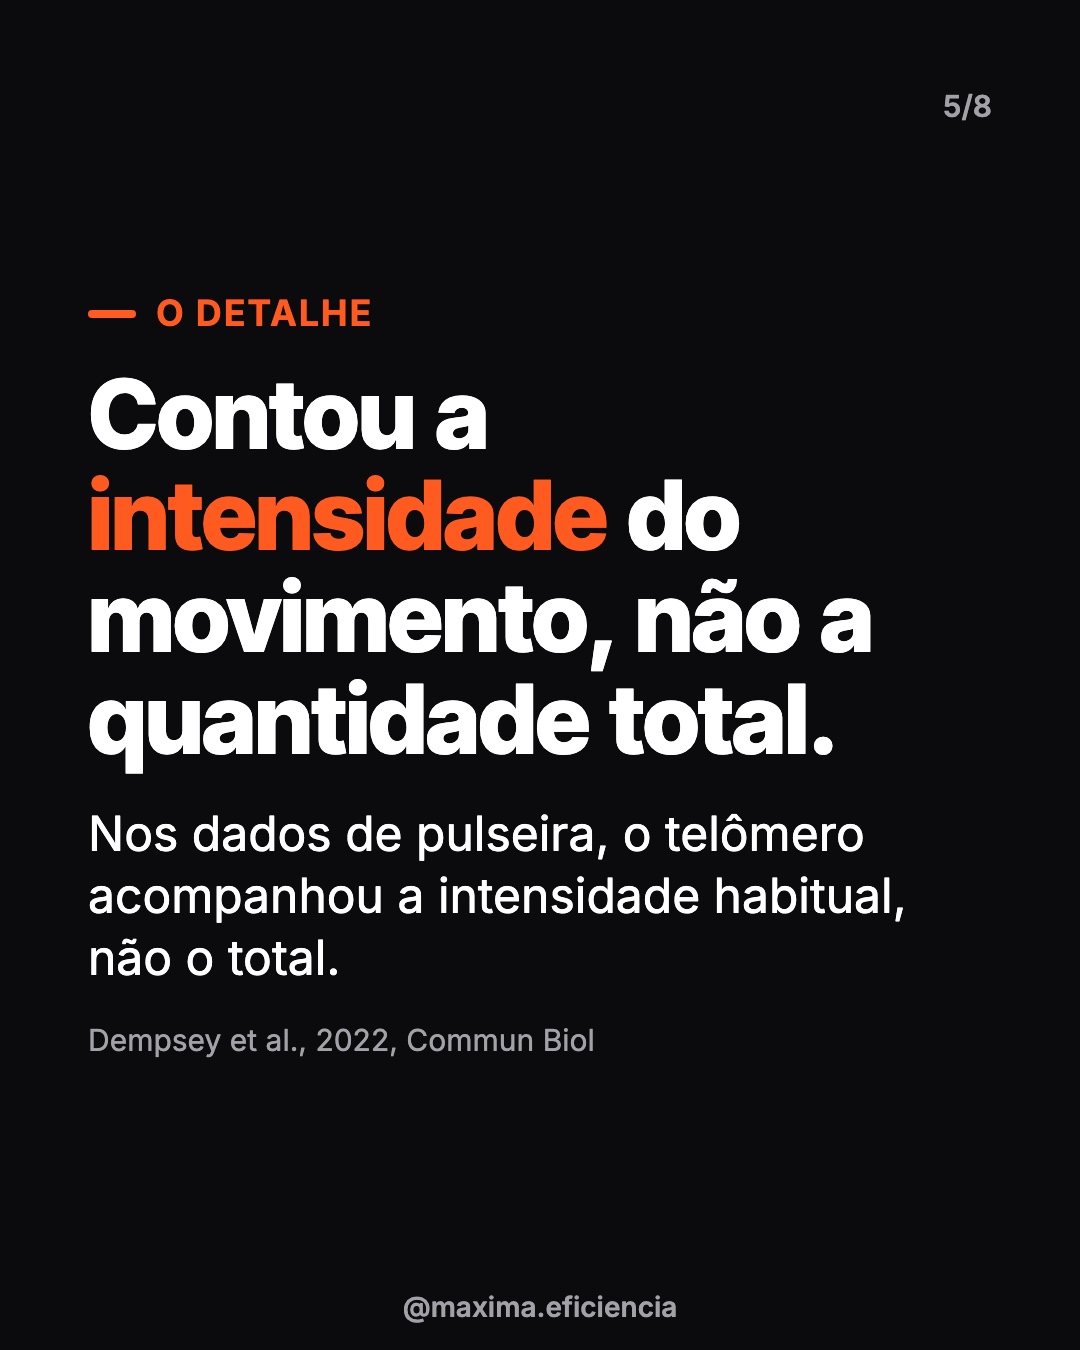 5/8
O DETALHE
Contou a
intensidade do
movimento, não a
quantidade total.
Nos dados de pulseira, o telômero
acompanhou a intensidade habitual,
não o total.
Dempsey et al., 2022, Commun Biol
@maxima.eficiencia